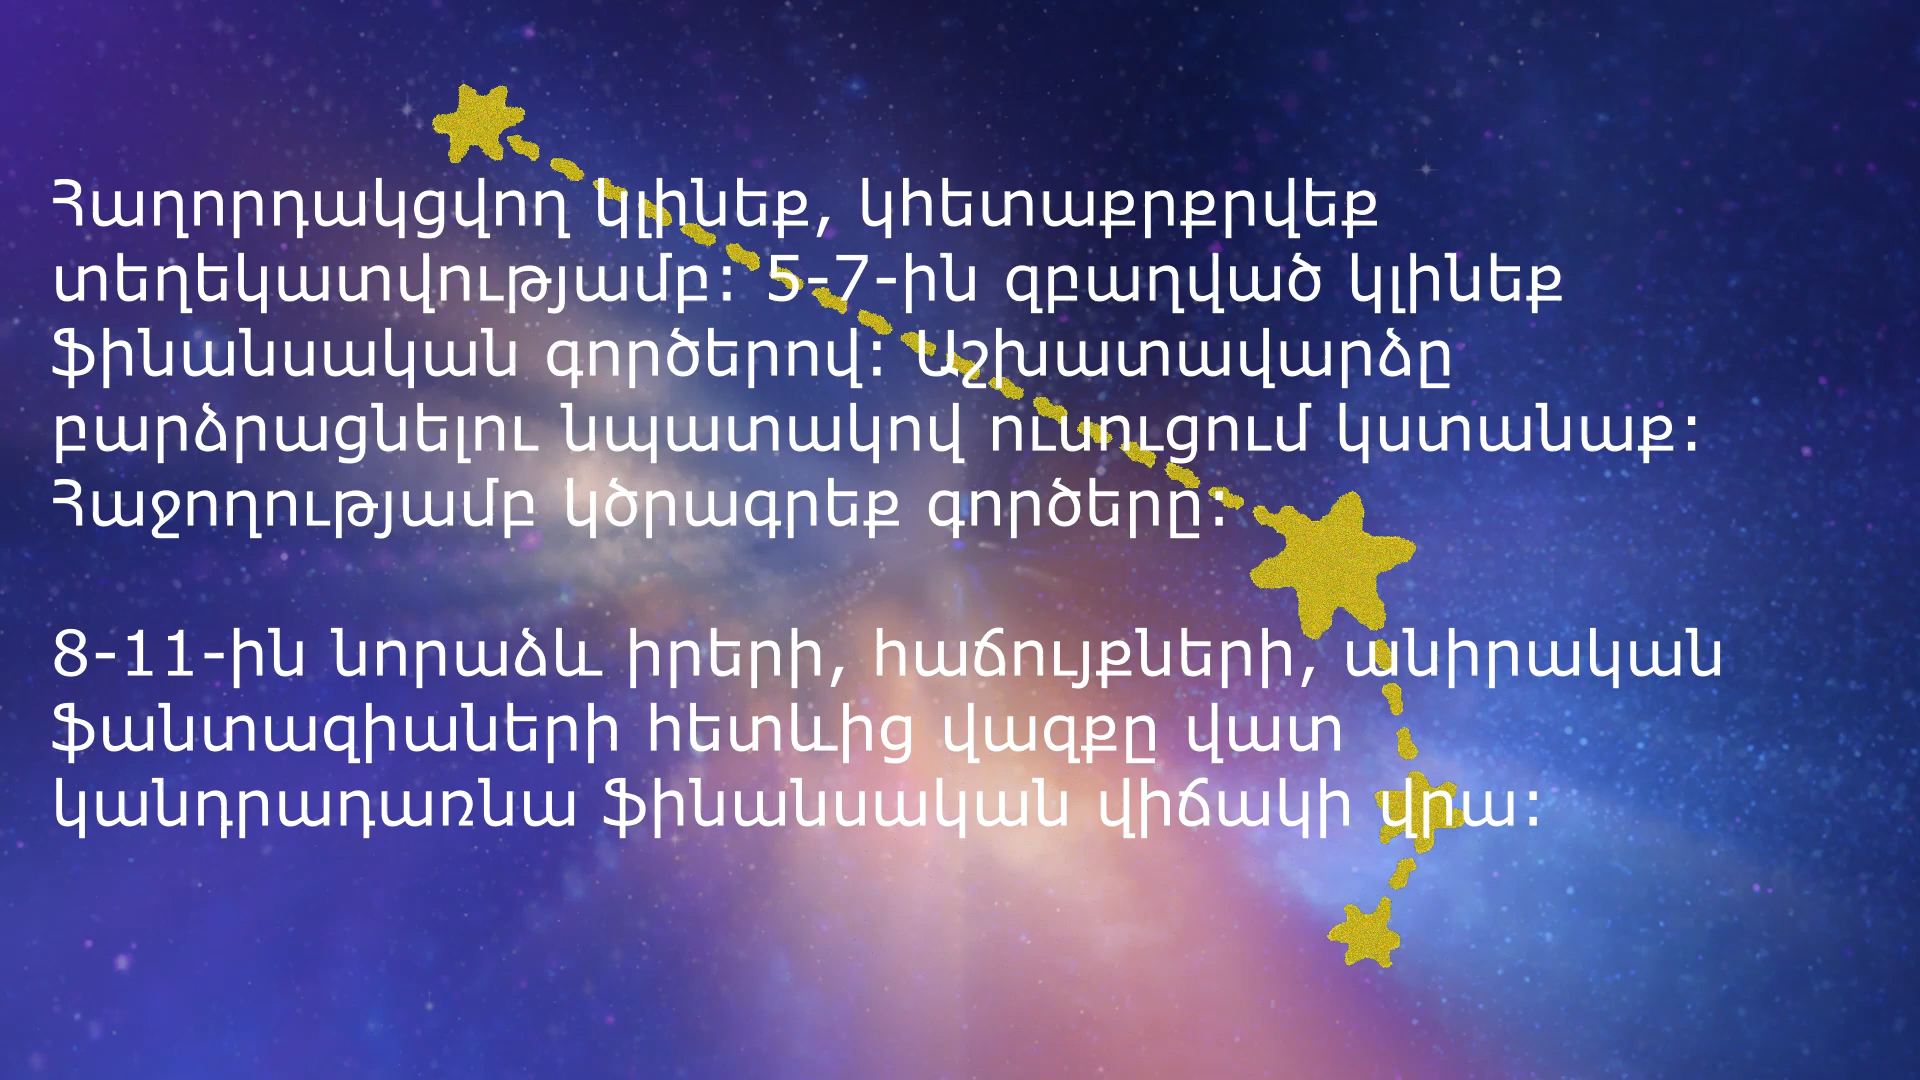 Հաղորդակցվող կլինեք, կհետաքրքրվեք
տեղեկատվությամբ: 5-7-ին զբաղված կլինեք
ֆինանսական գործերով: Աշխատավարձը
բարձրացնելու նպատակով ուսուցում կստանաք:
Հաջողությամբ կծրագրեք գործերը:
8-11-ին նորաձև իրերի, հաճույքների, անիրական
ֆանտազիաների հետևից վազքը վատ
կանդրադառնա ֆինանսական վիճակի վրա: